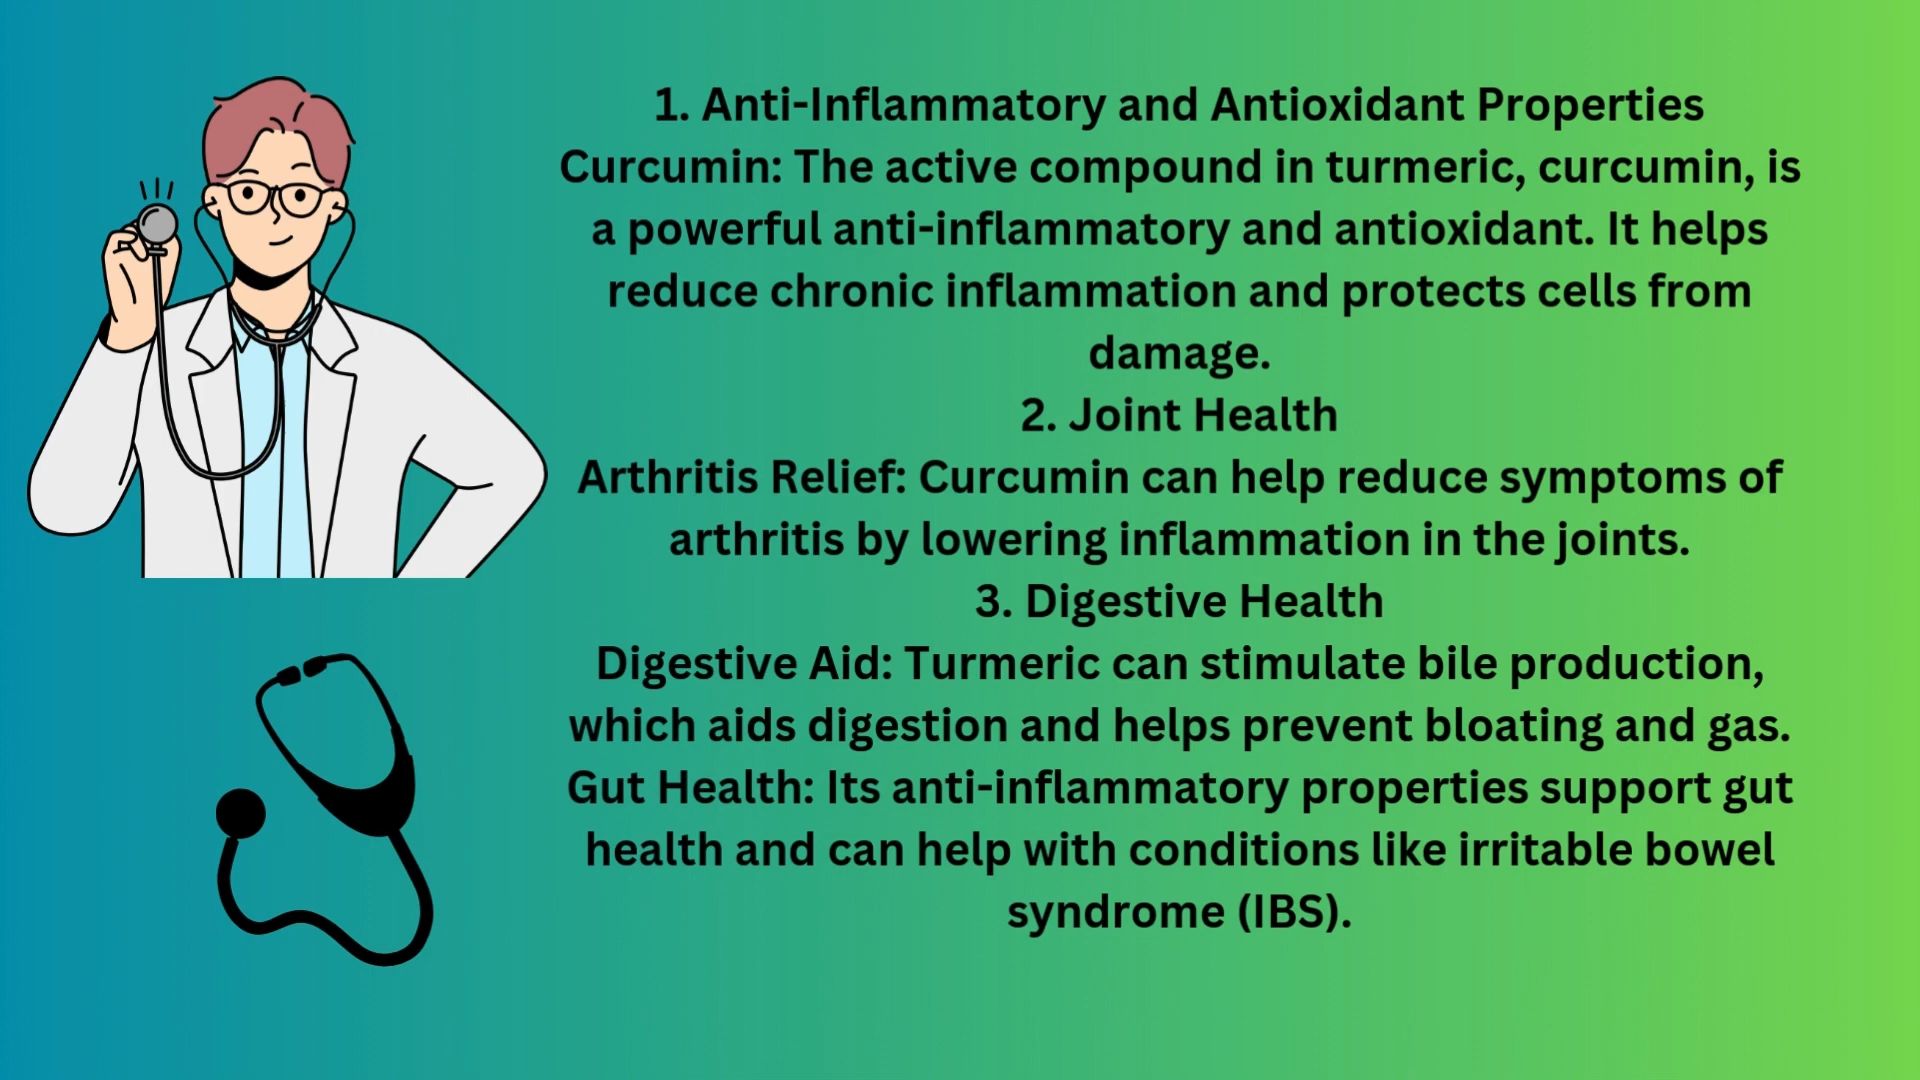 1. Anti-Inflammatory and Antioxidant Properties
Curcumin: The active compound in turmeric, curcumin, is
a powerful anti-inflammatory and antioxidant. It helps
reduce chronic inflammation and protects cells from
damage.
2. Joint Health
Arthritis Relief: Curcumin can help reduce symptoms of
arthritis by lowering inflammation in the joints.
3. Digestive Health
Digestive Aid: Turmeric can stimulate bile production,
which aids digestion and helps prevent bloating and gas.
Gut Health: Its anti-inflammatory properties support gut
health and can help with conditions like irritable bowel
syndrome (IBS).